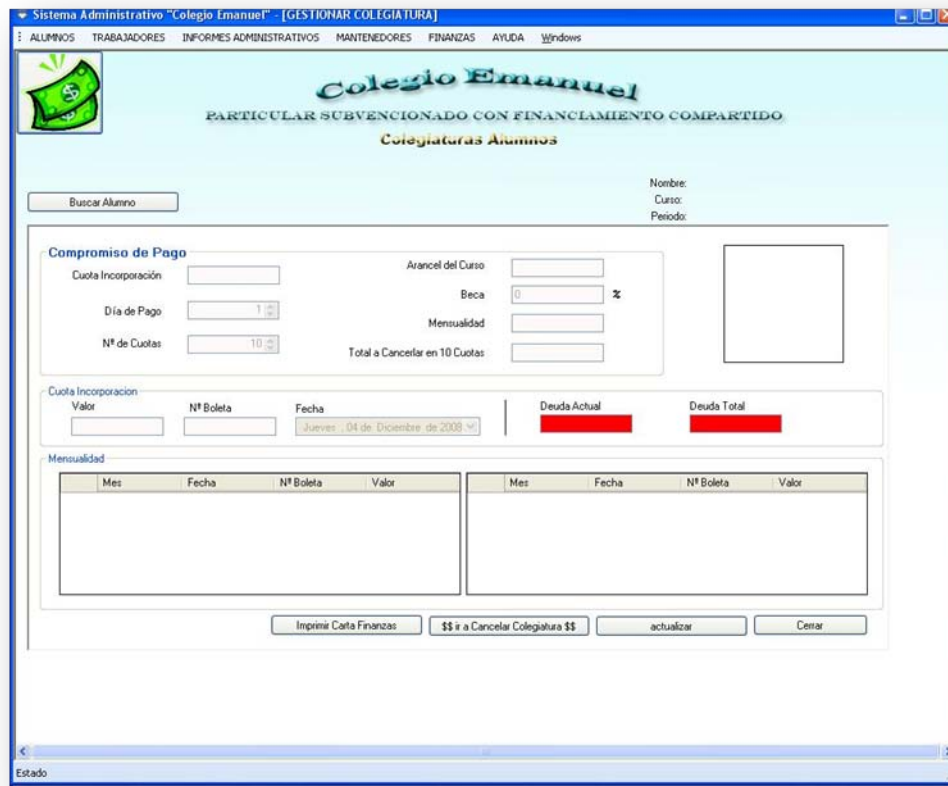 Sistema Administrativo "Colegio Emanuel" - [GESTIONAR COLEGIATURA]
ALUMNOS TRABAJADORES INFORMES ADMINISTRATIVOS MANTENEDORES FINANZAS AYUDA Windows
Colegio Emanuel
PARTICULAR SUBVENCIONADO CON FINANCIAMIENTO COMPARTIDO
Colegiaturas Alumnos
Nombre:
Buscar Alumno Curso:
Periodo:
Compromiso de Pago
Cuota Incorporación Arancel del Curso
Beca 0 %
Día de Pago 1
Mensualidad
Nº de Cuotas 10
Total a Cancerlar en 10 Cuotas
Cuota Incorporacion
Valor Nº Boleta Fecha Deuda Actual Deuda Total
Jueves , 04 de Diciembre de 2008
Mensualidad
Mes Fecha Nº Boleta Valor Mes Fecha Nº Boleta Valor
Imprimir Carta Finanzas $$ ir a Cancelar Colegiatura $$ actualizar Cerrar
Estado